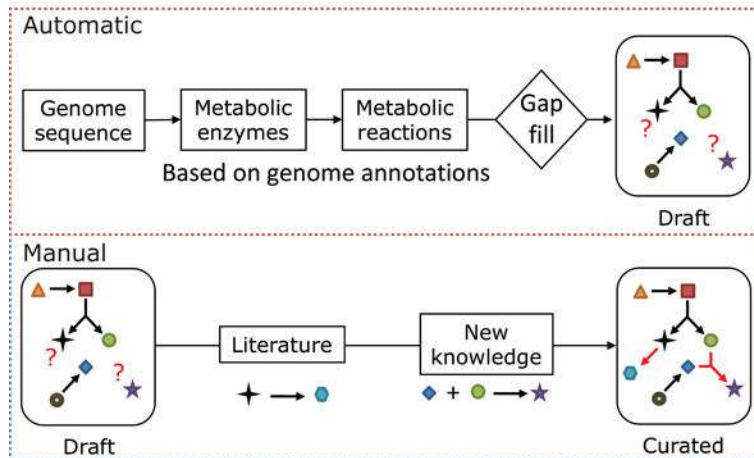 Automatic
Genome
sequence
Metabolic
enzymes
Metabolic
reactions
Gap
fill
Based on genome annotations
?
?
Draft
Manual
?
?
Draft
Literature
New
knowledge
+
Curated